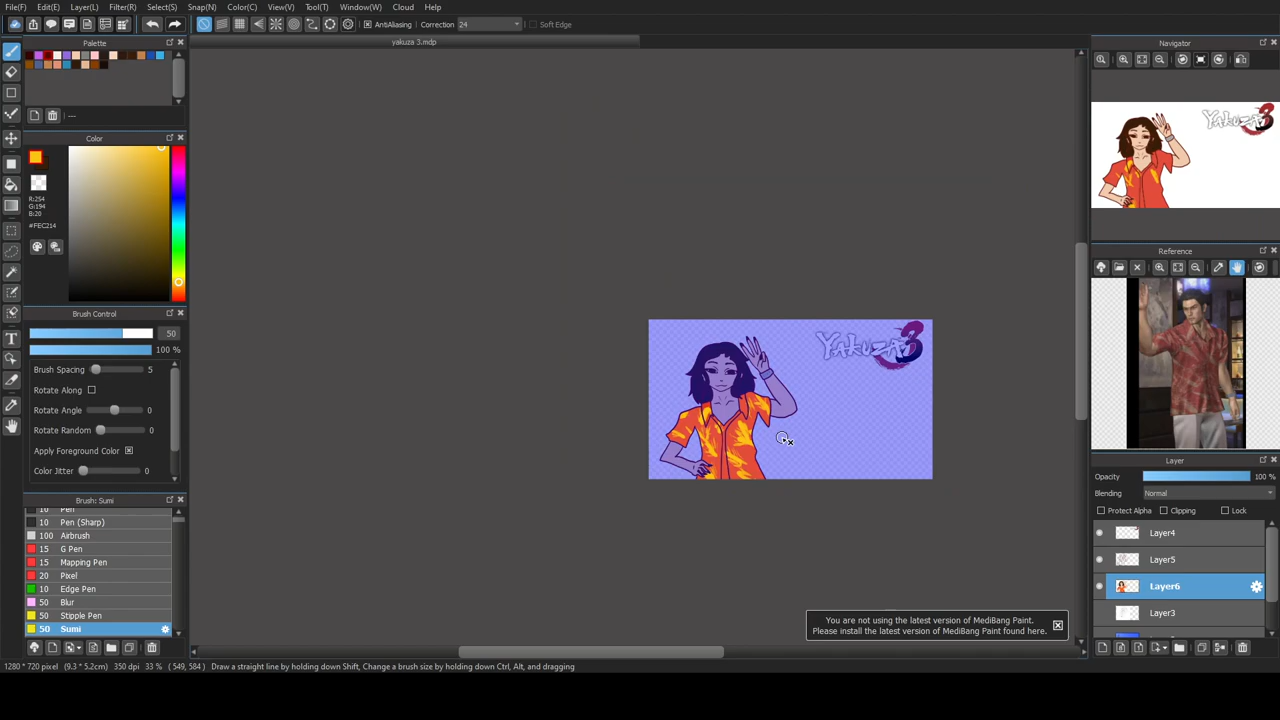 File(F) Edit(E) Layer(L) Filter(R) Select(S) Snap(N) Color(C) View(V) Tool(T) Window(W) Cloud Help
AntiAliasing Correction 24 Soft Edge
yakuza 3.mdp
Palette
---
Color
R:254
G:194
B:20
#FEC214
Brush Control
50
100 %
Brush Spacing 5
Rotate Along
Rotate Angle 0
Rotate Random 0
Apply Foreground Color
Color Jitter 0
Brush: Sumi
10 Pen
10 Pen (Sharp)
100 Airbrush
15 G Pen
15 Mapping Pen
20 Pixel
10 Edge Pen
50 Blur
50 Stipple Pen
50 Sumi
Yakuza 3
You are not using the latest version of MediBang Paint.
Please install the latest version of MediBang Paint found here.
Navigator
Yakuza 3
Reference
Layer
Opacity 100 %
Blending Normal
Protect Alpha Clipping Lock
Layer4
Layer5
Layer6
Layer3
1280 * 720 pixel (9.3 * 5.2cm) 350 dpi 33 % (549, 584) Draw a straight line by holding down Shift, Change a brush size by holding down Ctrl, Alt, and dragging